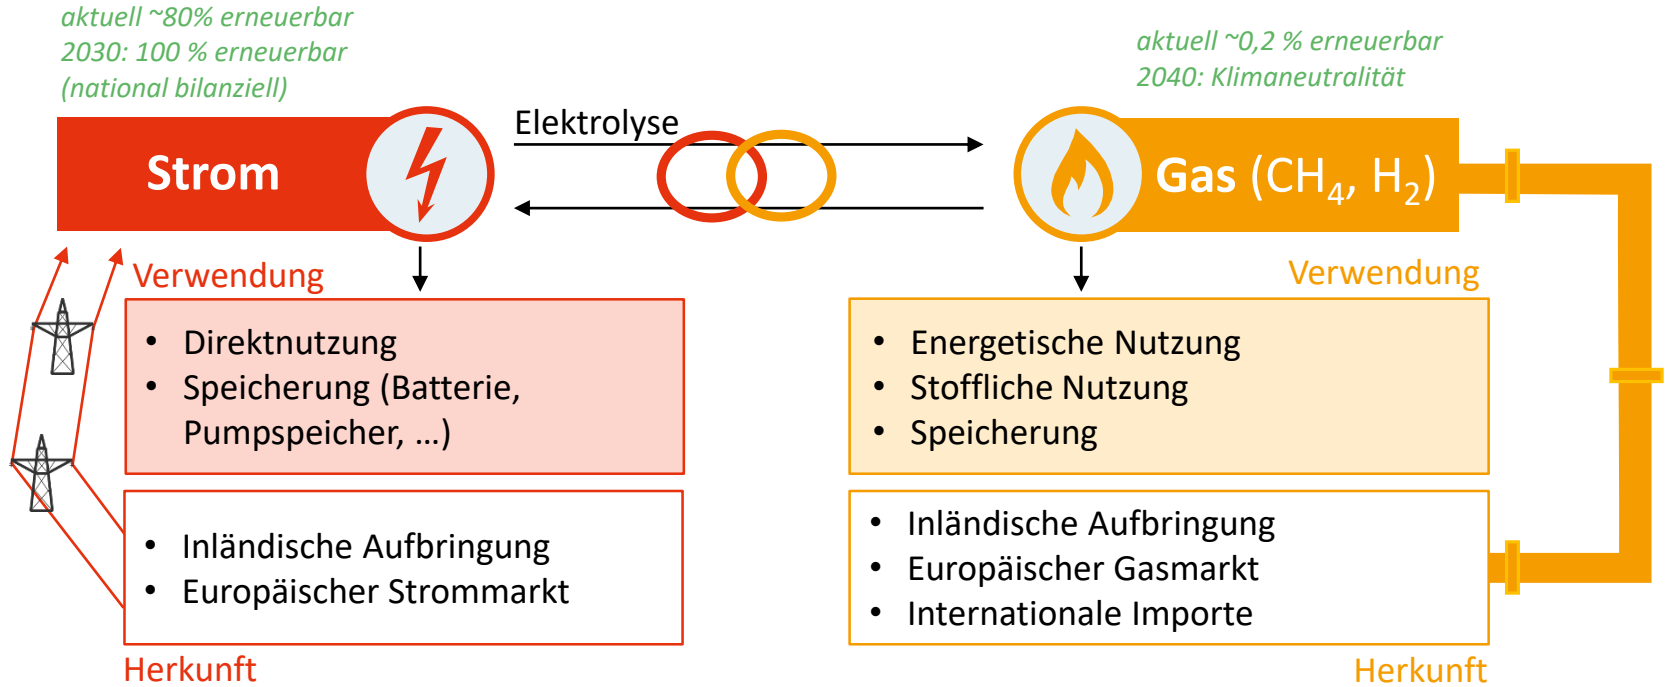 aktuell ~80% erneuerbar
2030: 100 % erneuerbar
(national bilanziell)
aktuell ~0,2 % erneuerbar
2040: Klimaneutralität
Strom
Elektrolyse
Gas (CH₄, H₂)
Verwendung
• Direktnutzung
• Speicherung (Batterie,
Pumpspeicher, …)
• Inländische Aufbringung
• Europäischer Strommarkt
Herkunft
Verwendung
• Energetische Nutzung
• Stoffliche Nutzung
• Speicherung
• Inländische Aufbringung
• Europäischer Gasmarkt
• Internationale Importe
Herkunft